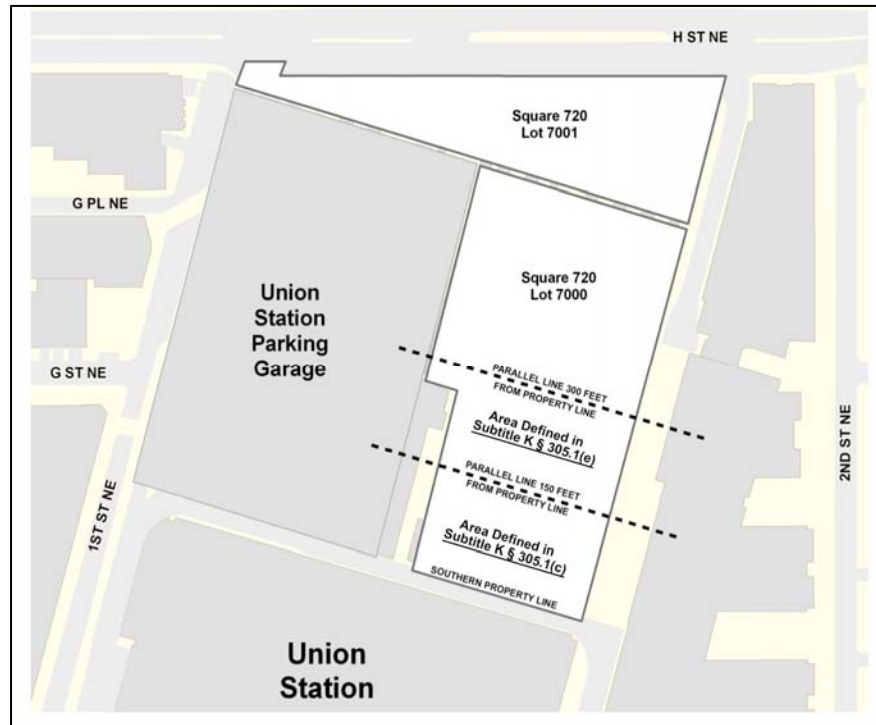 H ST NE
Square 720
Lot 7001
G PL NE
Square 720
Lot 7000
Union
Station
Parking
Garage
G ST NE
PARALLEL LINE 300 FEET
FROM PROPERTY LINE
Area Defined in
Subtitle K § 305.1(e)
2ND ST NE
PARALLEL LINE 150 FEET
FROM PROPERTY LINE
1ST ST NE
Area Defined in
Subtitle K § 305.1(c)
SOUTHERN PROPERTY LINE
Union
Station